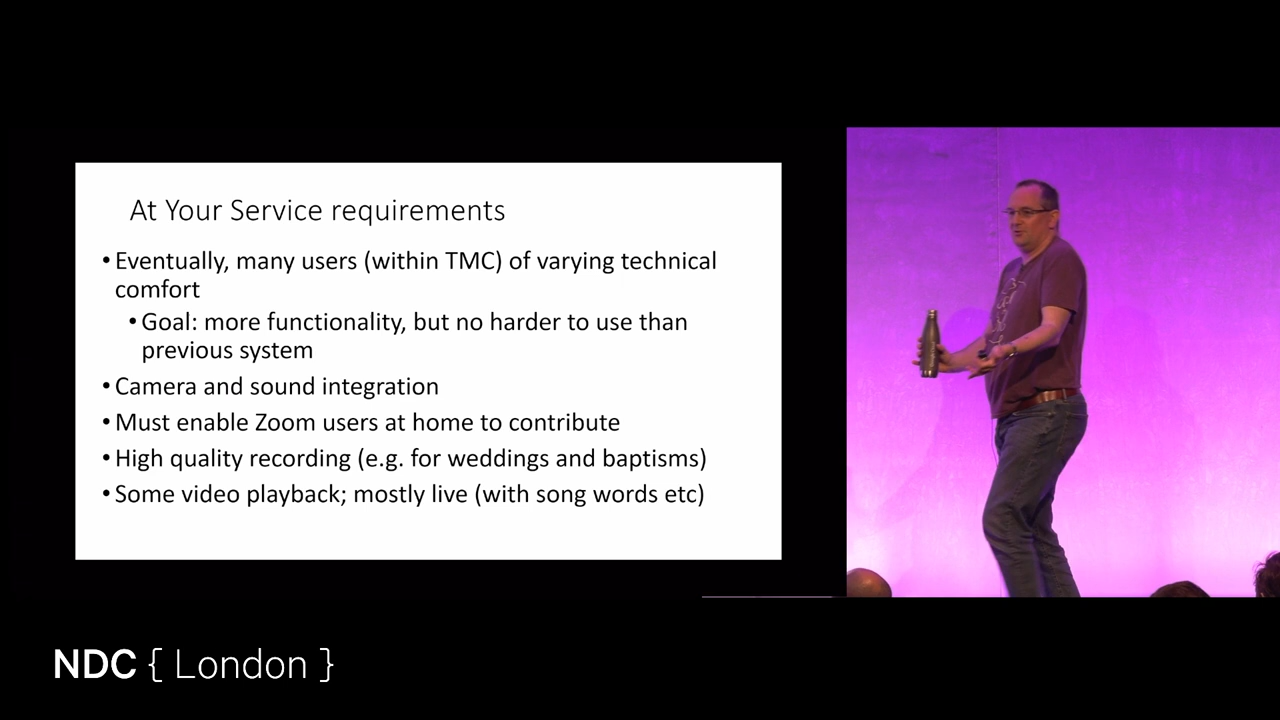 At Your Service requirements
• Eventually, many users (within TMC) of varying technical
comfort
• Goal: more functionality, but no harder to use than
previous system
• Camera and sound integration
• Must enable Zoom users at home to contribute
• High quality recording (e.g. for weddings and baptisms)
• Some video playback; mostly live (with song words etc)
NDC { London }